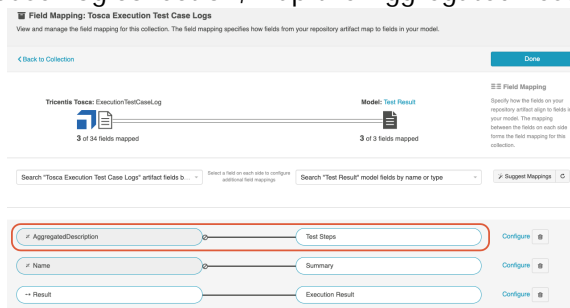 Field Mapping: Tosca Execution Test Case Logs
View and manage the field mapping for this collection. The field mapping specifies how fields from your repository artifact map to fields in your model.
Back to Collection
Done
Tricentis Tosca: ExecutionTestCaseLog
Model: Test Result
3 of 34 fields mapped
3 of 3 fields mapped
Field Mapping
Specify how the fields on your
repository artifact align to fields in
your model. The mapping
between the fields on each side
forms the field mapping for this
collection.
Search "Tosca Execution Test Case Logs" artifact fields b...
Select a field on each side to configure
additional field mappings
Search "Test Result" model fields by name or type
Suggest Mappings
AggregatedDescription
Test Steps
Configure
Name
Summary
Configure
Result
Execution Result
Configure